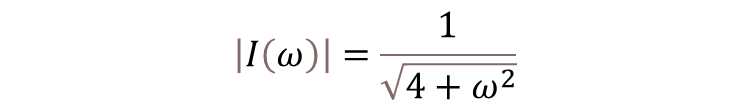 |I(ω)| = 1/√(4 + ω²)